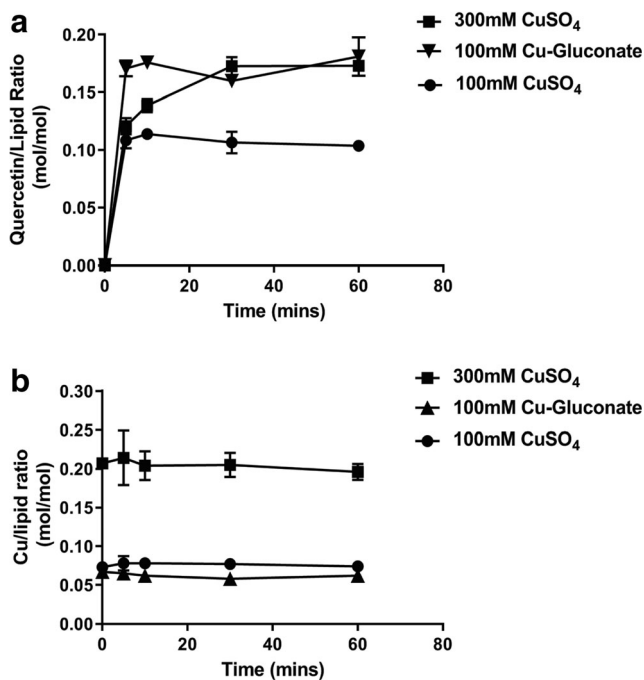 a
300mM CuSO4
100mM Cu-Gluconate
100mM CuSO4
Quercetin/Lipid Ratio
(mol/mol)
0.20
0.15
0.10
0.05
0.00
0 20 40 60 80
Time (mins)
b
300mM CuSO4
100mM Cu-Gluconate
100mM CuSO4
Cu/lipid ratio
(mol/mol)
0.30
0.25
0.20
0.15
0.10
0.05
0.00
0 20 40 60 80
Time (mins)